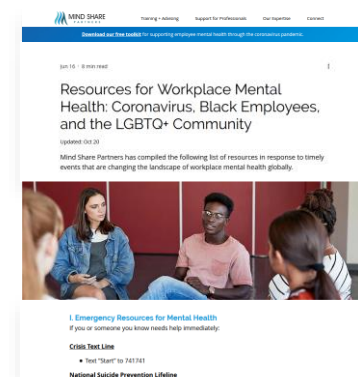 MIND SHARE
PARTNERS
Training + Advising Support for Professionals Our Expertise Connect
Download our free toolkit for supporting employee mental health through the coronavirus pandemic.
Jun 16 · 8 min read
Resources for Workplace Mental
Health: Coronavirus, Black Employees,
and the LGBTQ+ Community
Updated: Oct 20
Mind Share Partners has compiled the following list of resources in response to timely
events that are changing the landscape of workplace mental health globally.
I. Emergency Resources for Mental Health
If you or someone you know needs help immediately:
Crisis Text Line
● Text "Start" to 741741
National Suicide Prevention Lifeline